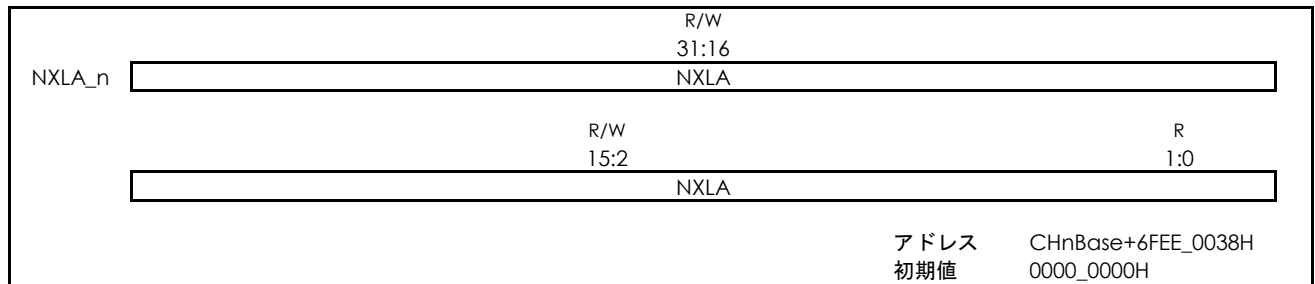 R/W
31:16
NXLA_n NXLA
R/W R
15:2 1:0
NXLA
アドレス CHnBase+6FEE_0038H
初期値 0000_0000H